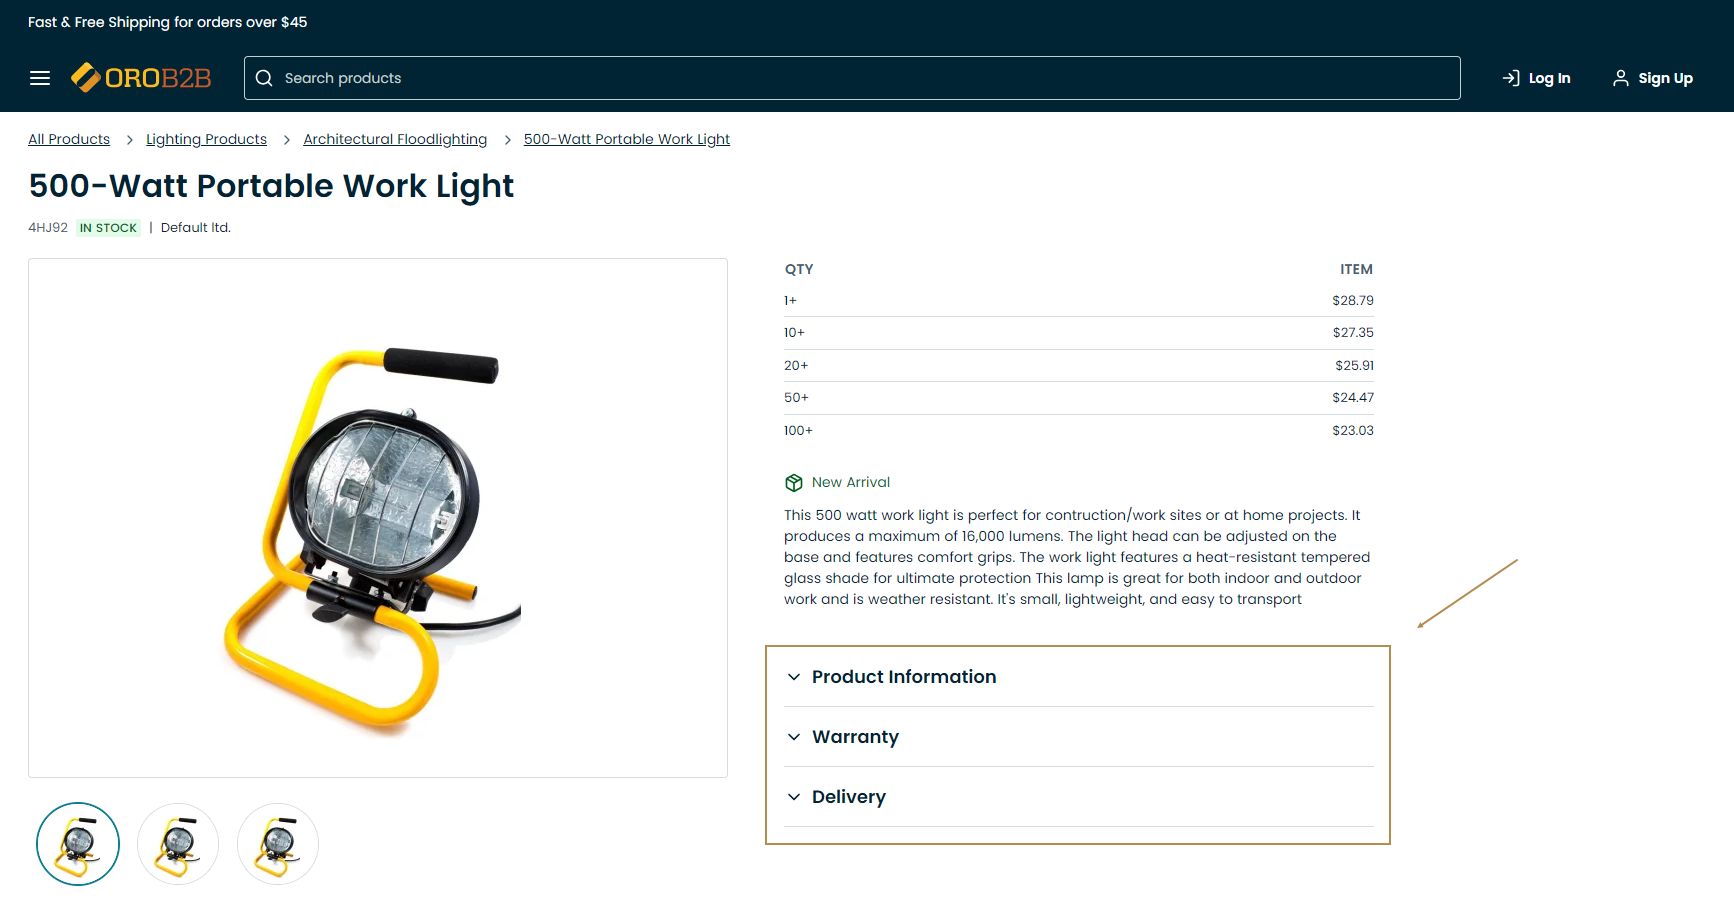 Fast & Free Shipping for orders over $45
OROB2B
Search products
Log In
Sign Up
All Products > Lighting Products > Architectural Floodlighting > 500-Watt Portable Work Light
500-Watt Portable Work Light
4HJ92 IN STOCK | Default ltd.
QTY ITEM
1+ $28.79
10+ $27.35
20+ $25.91
50+ $24.47
100+ $23.03
New Arrival
This 500 watt work light is perfect for contruction/work sites or at home projects. It
produces a maximum of 16,000 lumens. The light head can be adjusted on the
base and features comfort grips. The work light features a heat-resistant tempered
glass shade for ultimate protection This lamp is great for both indoor and outdoor
work and is weather resistant. It's small, lightweight, and easy to transport
Product Information
Warranty
Delivery